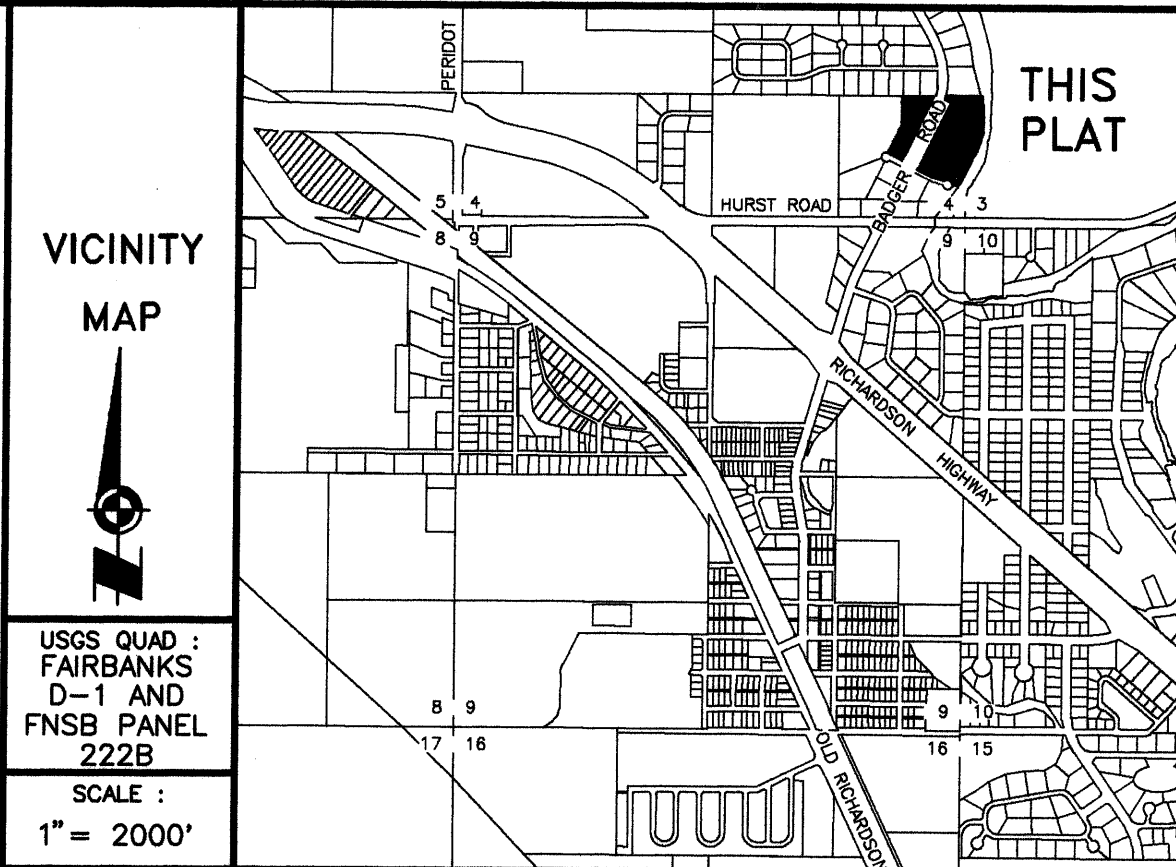 VICINITY
MAP
N
USGS QUAD :
FAIRBANKS
D-1 AND
FNSB PANEL
222B
SCALE :
1" = 2000'
PERIDOT
THIS
PLAT
BADGER ROAD
HURST ROAD
5 4
8 9
4 3
9 10
RICHARDSON HIGHWAY
8 9
17 16
9 10
16 15
OLD RICHARDSON